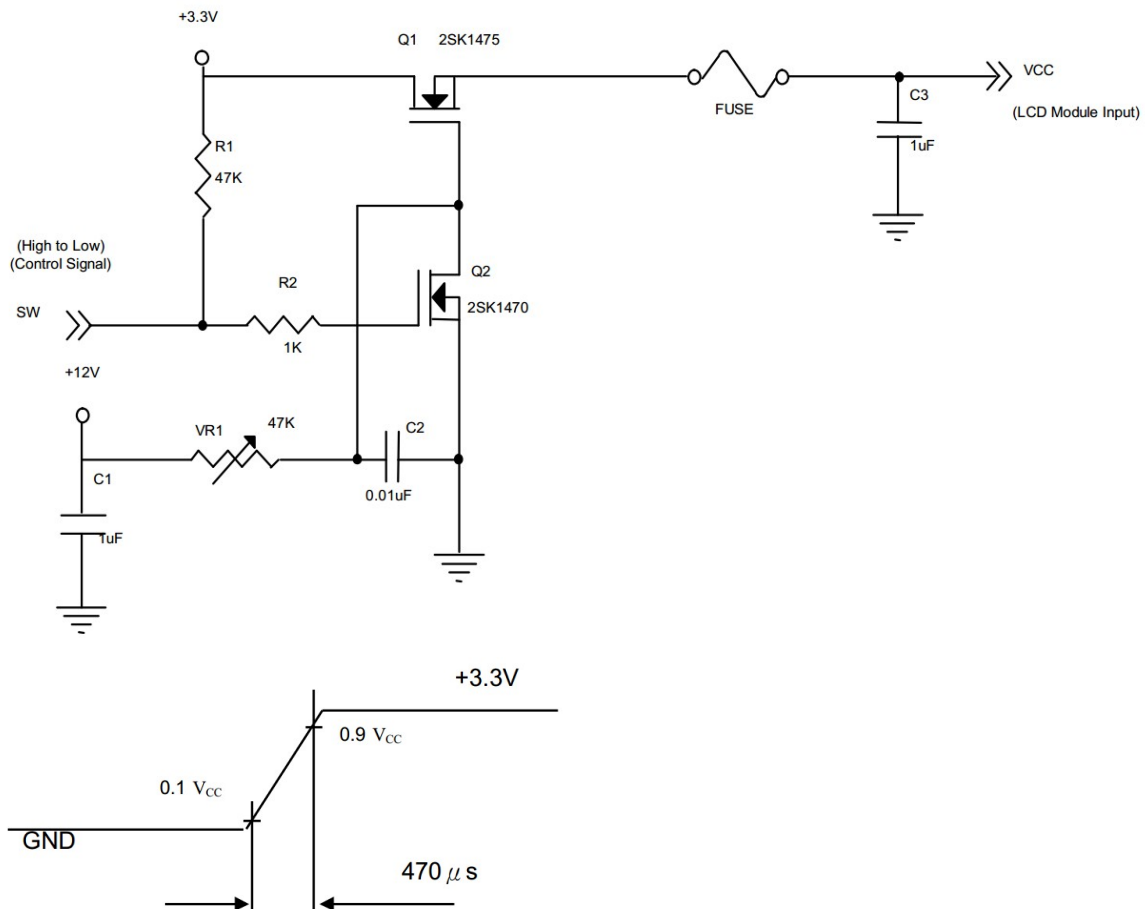 +3.3V
Q1 2SK1475
VCC
FUSE
C3
(LCD Module Input)
R1
1uF
47K
(High to Low)
(Control Signal)
R2
Q2
SW
2SK1470
1K
+12V
VR1
47K
C2
C1
0.01uF
1uF
+3.3V
0.9 VCC
0.1 VCC
GND
470 μ s